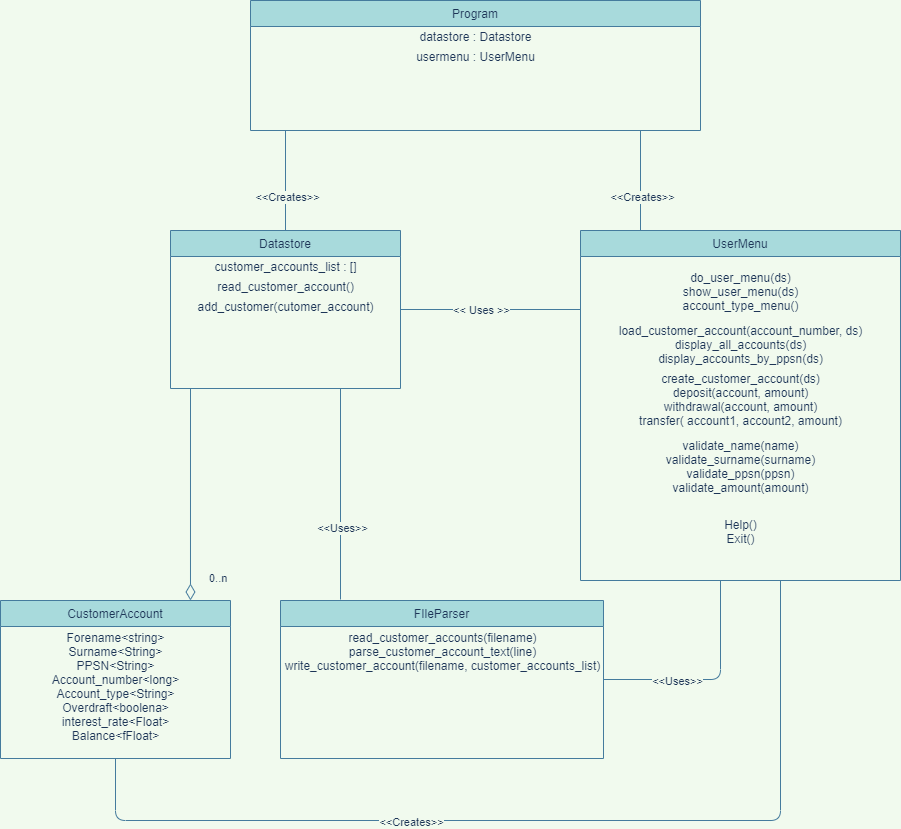 Program
datastore : Datastore
usermenu : UserMenu
<<Creates>>
<<Creates>>
Datastore
customer_accounts_list : []
read_customer_account()
add_customer(cutomer_account)
<< Uses >>
UserMenu
do_user_menu(ds)
show_user_menu(ds)
account_type_menu()
load_customer_account(account_number, ds)
display_all_accounts(ds)
display_accounts_by_ppsn(ds)
create_customer_account(ds)
deposit(account, amount)
withdrawal(account, amount)
transfer( account1, account2, amount)
validate_name(name)
validate_surname(surname)
validate_ppsn(ppsn)
validate_amount(amount)
Help()
Exit()
<<Uses>>
0..n
CustomerAccount
Forename<string>
Surname<String>
PPSN<String>
Account_number<long>
Account_type<String>
Overdraft<boolena>
interest_rate<Float>
Balance<fFloat>
FIleParser
read_customer_accounts(filename)
parse_customer_account_text(line)
write_customer_account(filename, customer_accounts_list)
<<Uses>>
<<Creates>>